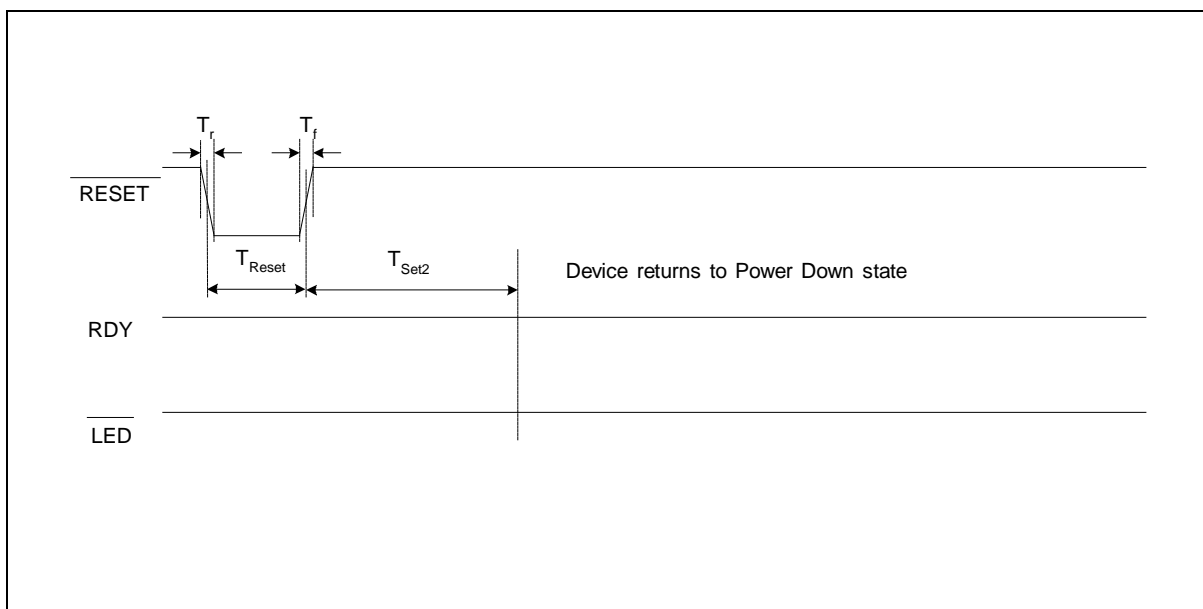 Tr Tf
RESET
TReset TSet2 Device returns to Power Down state
RDY
LED